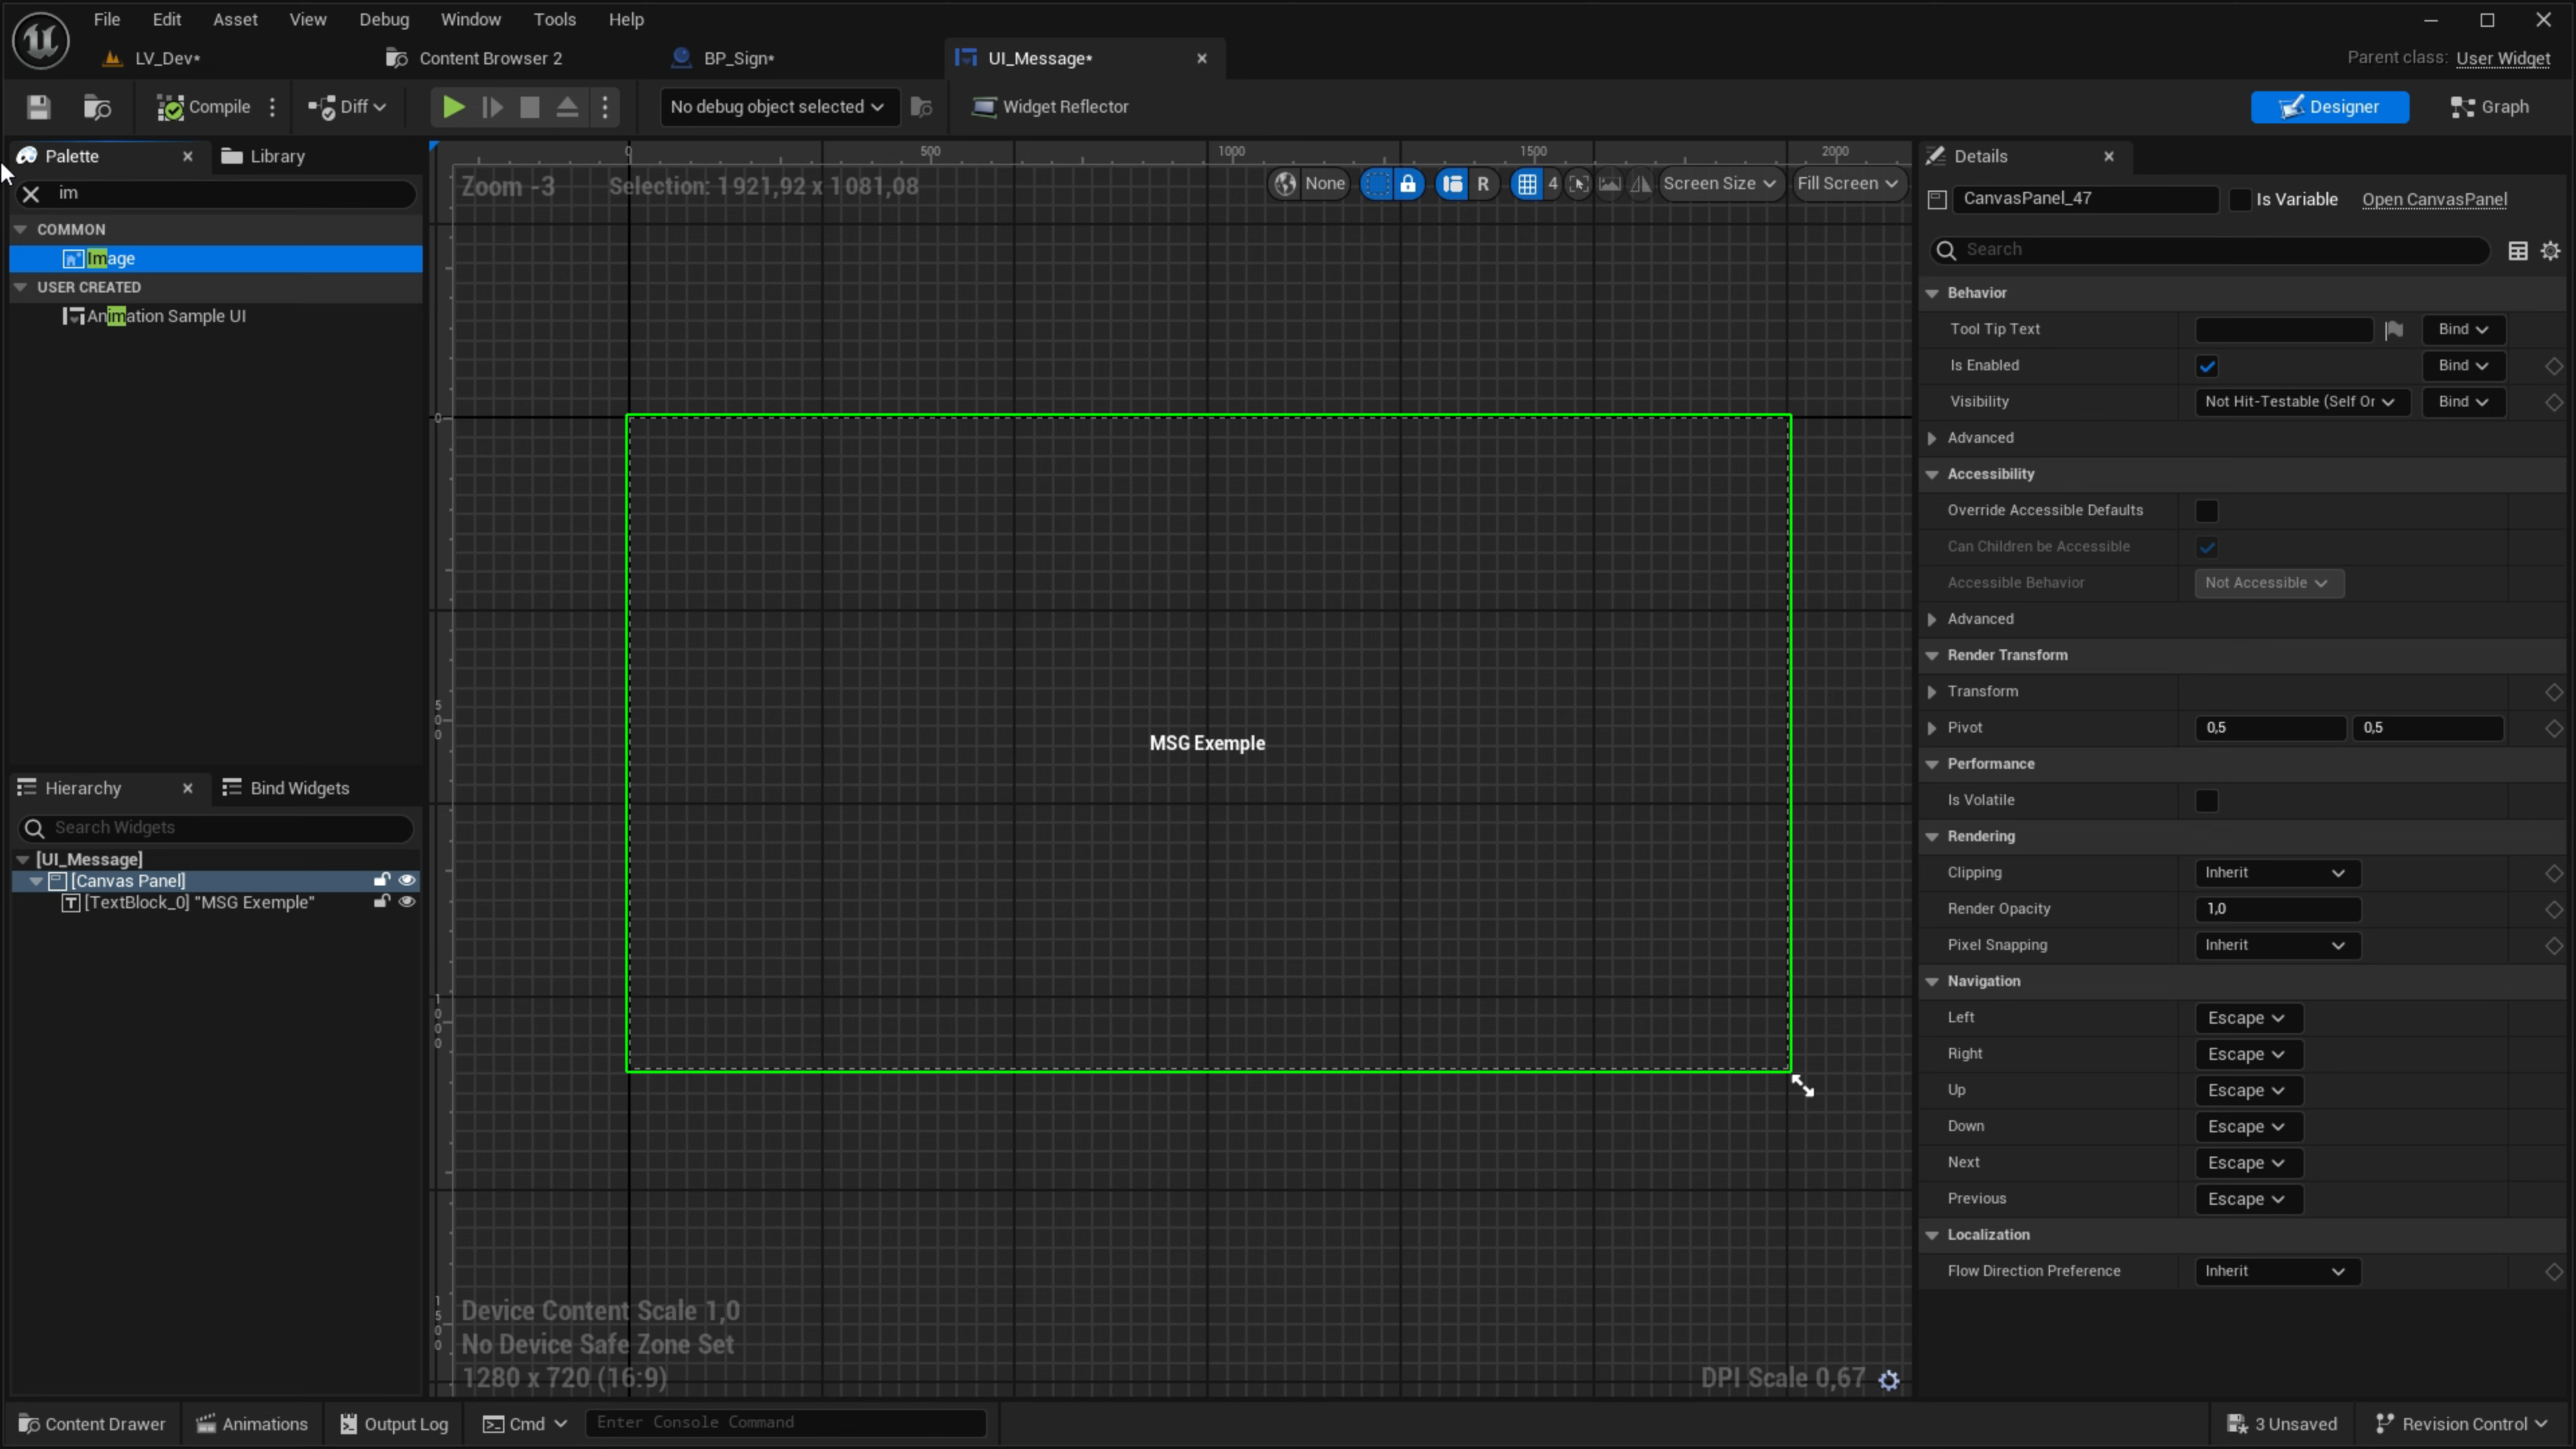 File Edit Asset View Debug Window Tools Help
LV_Dev* Content Browser 2 BP_Sign* UI_Message* Parent class: User Widget
Compile Diff No debug object selected Widget Reflector Designer Graph
Palette Library
im
COMMON
Image
USER CREATED
Animation Sample UI
Hierarchy Bind Widgets
Search Widgets
[UI_Message]
[Canvas Panel]
[TextBlock_0] "MSG Exemple"
0 500 1000 1500 2000
Zoom -3 Selection: 1 921,92 x 1 081,08 None R 4 Screen Size Fill Screen
0
500
1000
1500
MSG Exemple
Device Content Scale 1,0
No Device Safe Zone Set
1280 x 720 (16:9)
DPI Scale 0,67
Details
CanvasPanel_47 Is Variable Open CanvasPanel
Search
Behavior
Tool Tip Text Bind
Is Enabled Bind
Visibility Not Hit-Testable (Self Or Bind
Advanced
Accessibility
Override Accessible Defaults
Can Children be Accessible
Accessible Behavior Not Accessible
Advanced
Render Transform
Transform
Pivot 0,5 0,5
Performance
Is Volatile
Rendering
Clipping Inherit
Render Opacity 1,0
Pixel Snapping Inherit
Navigation
Left Escape
Right Escape
Up Escape
Down Escape
Next Escape
Previous Escape
Localization
Flow Direction Preference Inherit
Content Drawer Animations Output Log Cmd Enter Console Command 3 Unsaved Revision Control